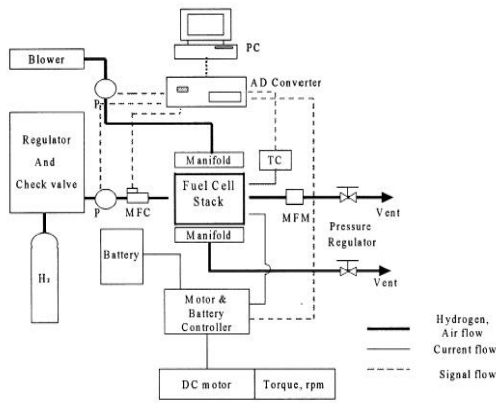 PC
Blower
AD Converter
P
Regulator
And
Check valve
Manifold
TC
Fuel Cell
Stack
P
MFC
MFM
Vent
Manifold
Pressure
Regulator
Battery
H₂
Vent
Motor &
Battery
Controller
Hydrogen,
Air flow
Current flow
Signal flow
DC motor
Torque, rpm